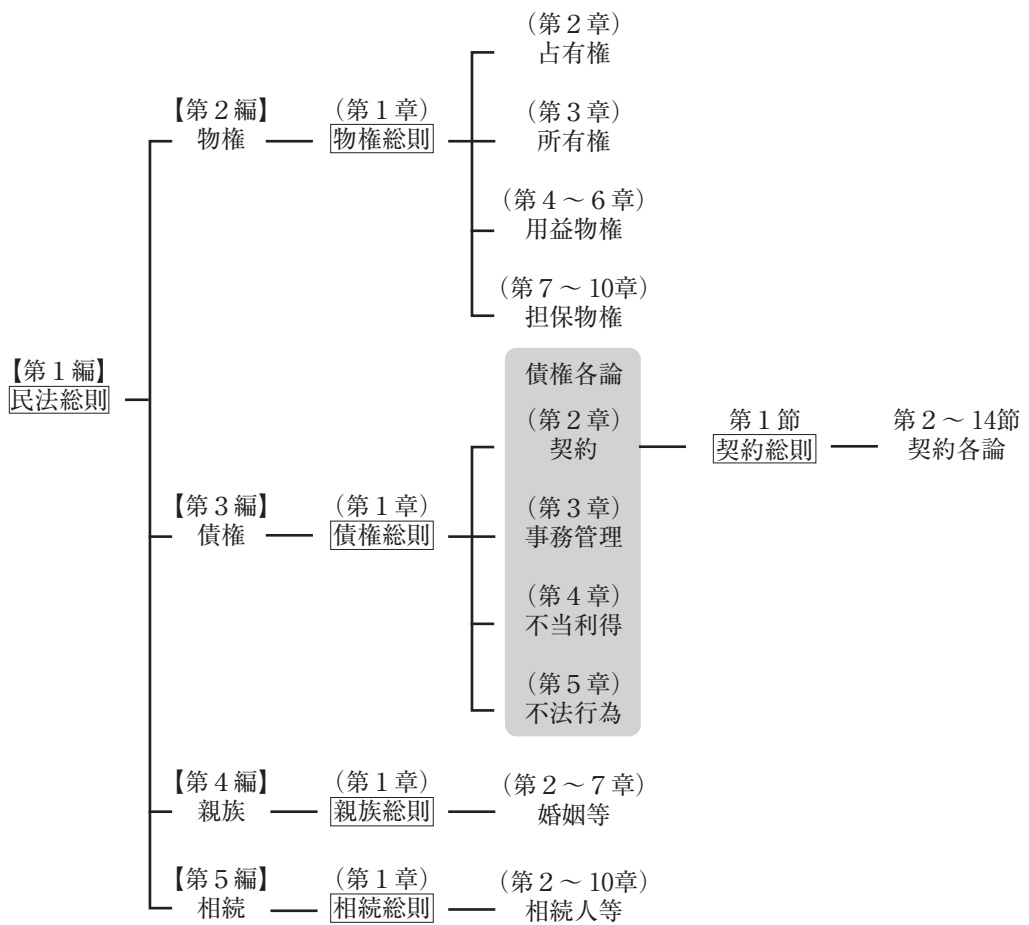 【第1編】
民法総則
【第2編】
物権
(第1章)
物権総則
(第2章)
占有権
(第3章)
所有権
(第4～6章)
用益物権
(第7～10章)
担保物権
【第3編】
債権
(第1章)
債権総則
債権各論
(第2章)
契約
第1節
契約総則
第2～14節
契約各論
(第3章)
事務管理
(第4章)
不当利得
(第5章)
不法行為
【第4編】
親族
(第1章)
親族総則
(第2～7章)
婚姻等
【第5編】
相続
(第1章)
相続総則
(第2～10章)
相続人等